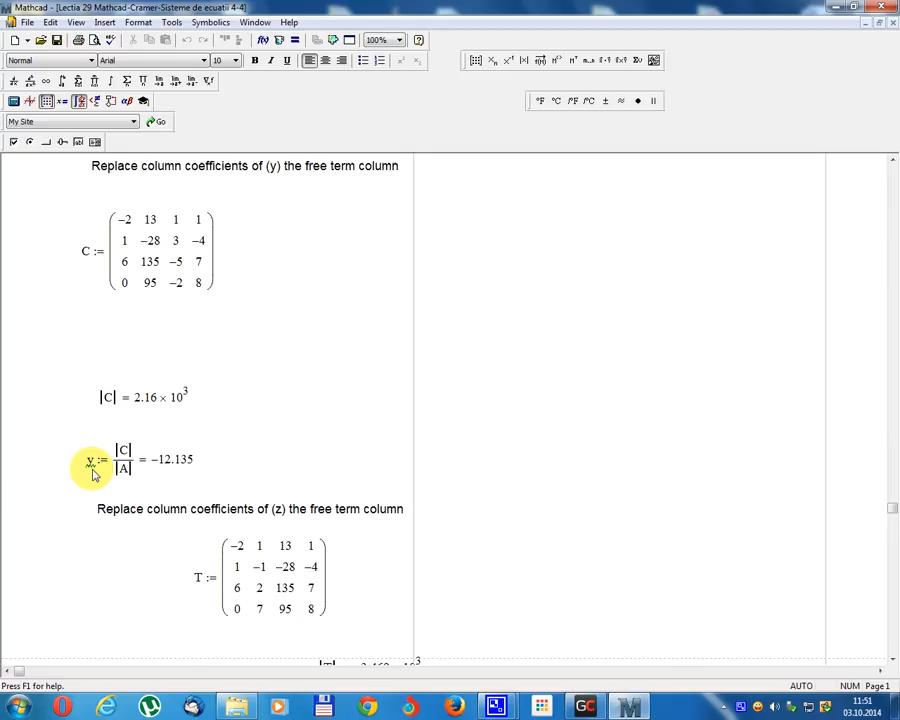 Mathcad - [Lectia 29 Mathcad-Cramer-Sisteme de ecuatii 4-4]
File Edit View Insert Format Tools Symbolics Window Help
100%
Normal Arial 10 B I U
My Site Go
°F °C /°F /°C ± ≈ • =
Replace column coefficients of (y) the free term column
C :=
−2 13 1 1
1 −28 3 −4
6 135 −5 7
0 95 −2 8
|C| = 2.16 × 10^3
y := |C| / |A| = −12.135
Replace column coefficients of (z) the free term column
T :=
−2 1 13 1
1 −1 −28 −4
6 2 135 7
0 7 95 8
Press F1 for help. AUTO NUM Page 1
11:51
03.10.2014